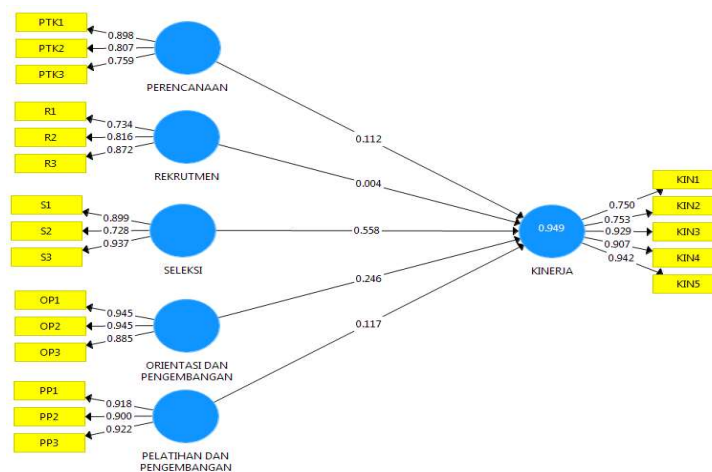 PTK1
0.898
PTK2
0.807
PTK3
0.759
PERENCANAAN
0.112
R1
0.734
R2
0.816
R3
0.872
REKRUTMEN
0.004
S1
0.899
S2
0.728
S3
0.937
SELEKSI
0.558
OP1
0.945
OP2
0.945
OP3
0.885
ORIENTASI DAN
PENGEMBANGAN
0.246
PP1
0.918
PP2
0.900
PP3
0.922
PELATIHAN DAN
PENGEMBANGAN
0.117
0.949
KINERJA
KIN1
0.750
KIN2
0.753
KIN3
0.929
KIN4
0.907
KIN5
0.942